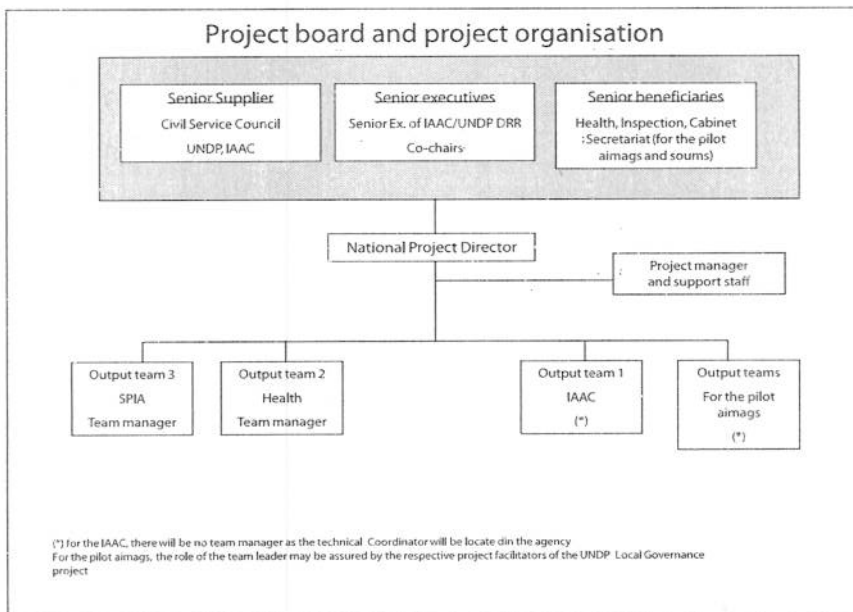 Project board and project organisation
Senior Supplier
Civil Service Council
UNDP, IAAC
Senior executives
Senior Ex. of IAAC/UNDP DRR
Co-chairs
Senior beneficiaries
Health, Inspection, Cabinet
Secretariat (for the pilot
aimags and soums)
National Project Director
Project manager
and support staff
Output team 3
SPIA
Team manager
Output team 2
Health
Team manager
Output team 1
IAAC
(*)
Output teams
For the pilot
aimags
(*)
(*) for the IAAC, there will be no team manager as the technical Coordinator will be locate din the agency
For the pilot aimags, the role of the team leader may be assured by the respective project facilitators of the UNDP Local Governance
project